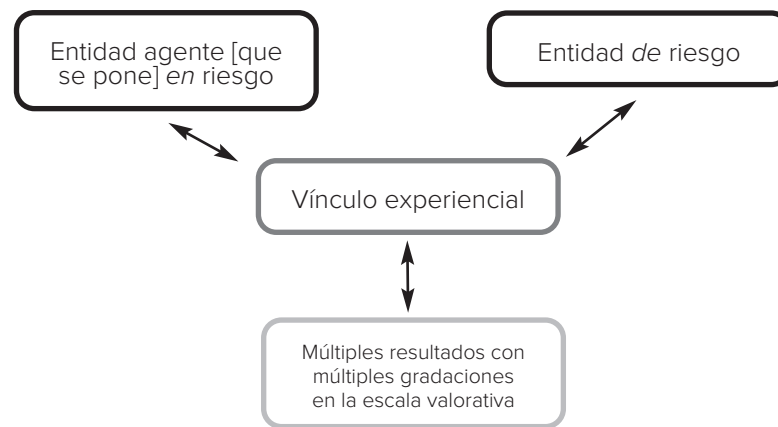 Entidad agente [que
se pone] en riesgo
Entidad de riesgo
Vínculo experiencial
Múltiples resultados con
múltiples gradaciones
en la escala valorativa